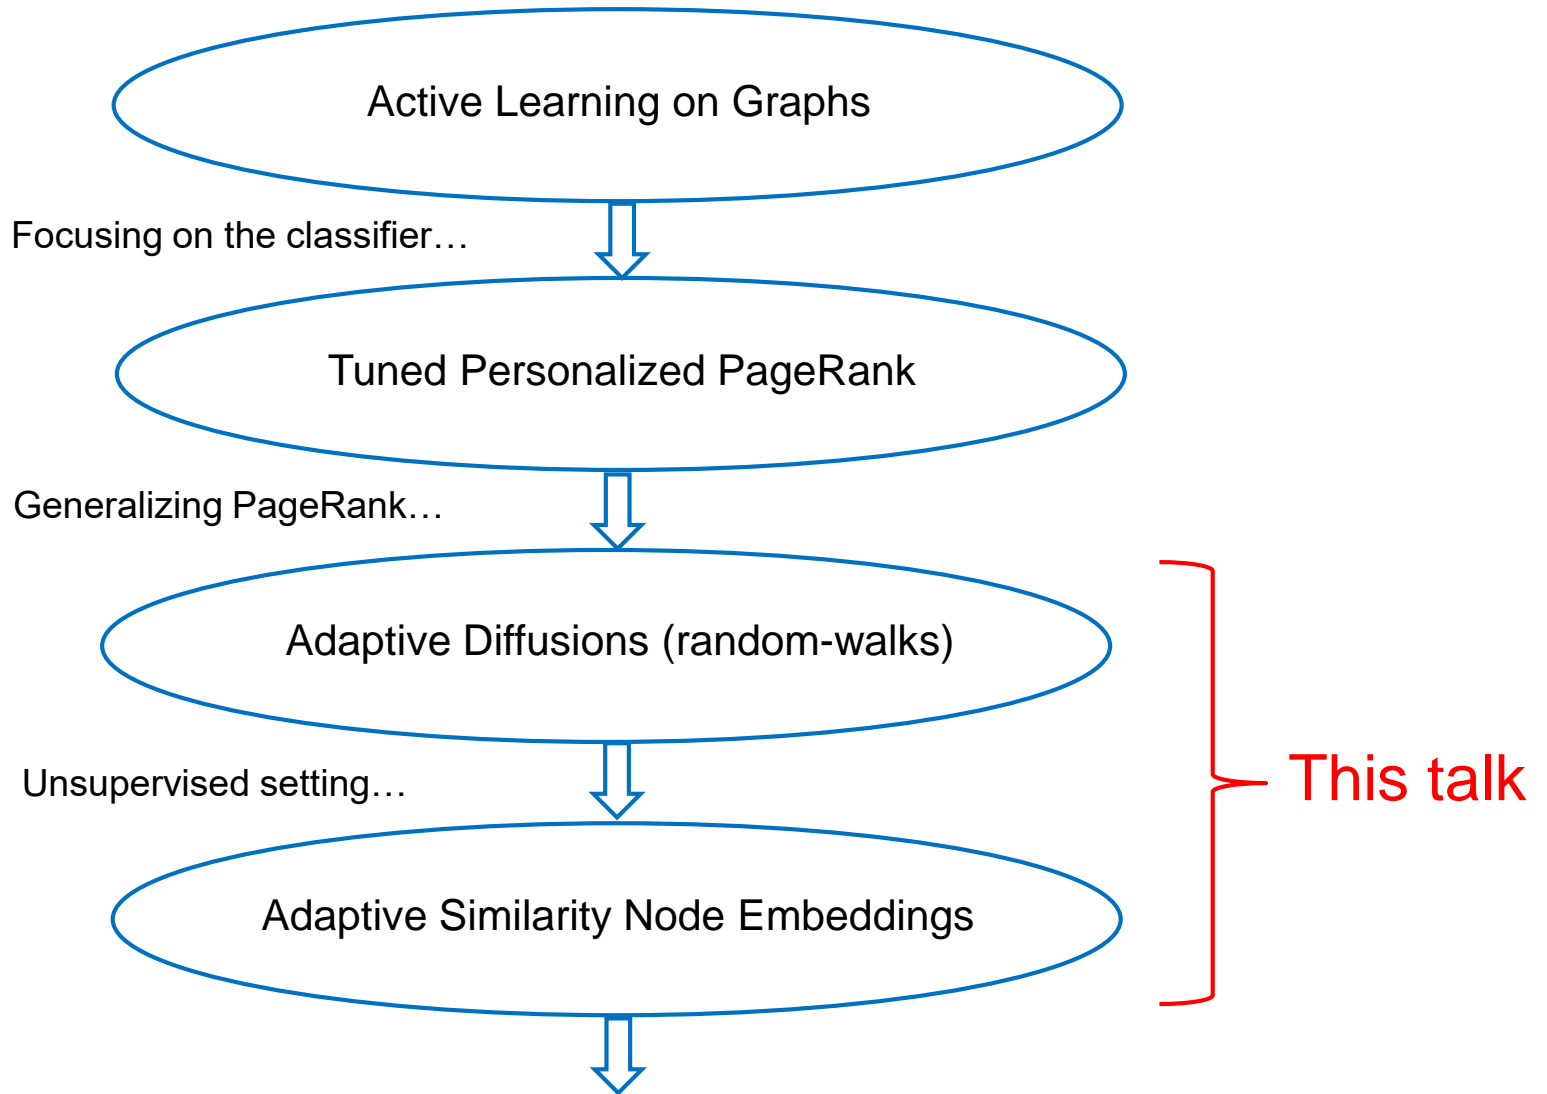 Active Learning on Graphs
Focusing on the classifier…
Tuned Personalized PageRank
Generalizing PageRank…
Adaptive Diffusions (random-walks)
Unsupervised setting…
This talk
Adaptive Similarity Node Embeddings